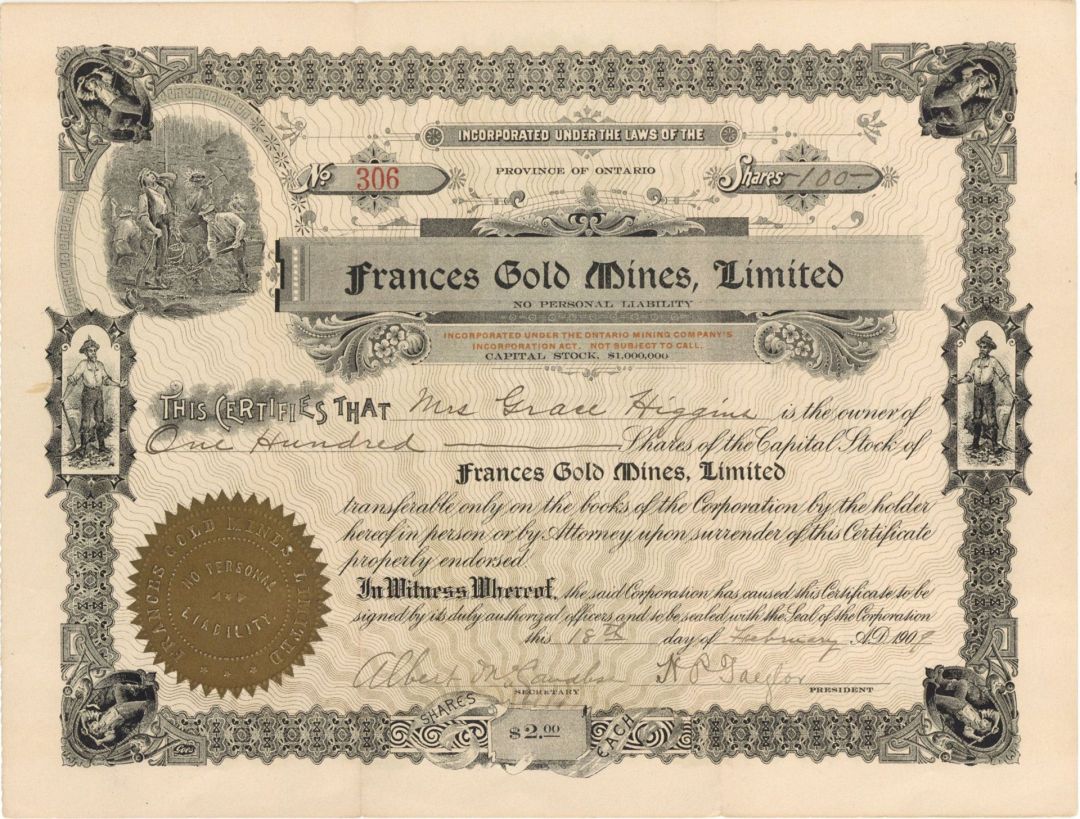 INCORPORATED UNDER THE LAWS OF THE
PROVINCE OF ONTARIO
No 306
Shares -100-
Frances Gold Mines, Limited
NO PERSONAL LIABILITY
INCORPORATED UNDER THE ONTARIO MINING COMPANY'S
INCORPORATION ACT. NOT SUBJECT TO CALL.
CAPITAL STOCK, $1,000,000
THIS CERTIFIES THAT Mrs Grace Higgins is the owner of
One Hundred Shares of the Capital Stock of
Frances Gold Mines, Limited
transferable only on the books of the Corporation by the holder
hereof in person or by Attorney upon surrender of this Certificate
properly endorsed.
In Witness Whereof, the said Corporation has caused this Certificate to be
signed by its duly authorized officers and to be sealed with the Seal of the Corporation
this 18th day of February A.D. 1909
Albert
SECRETARY
H P Taylor
PRESIDENT
FRANCES GOLD MINES, LIMITED
NO PERSONAL
LIABILITY
SHARES
$2.00
EACH
Goes